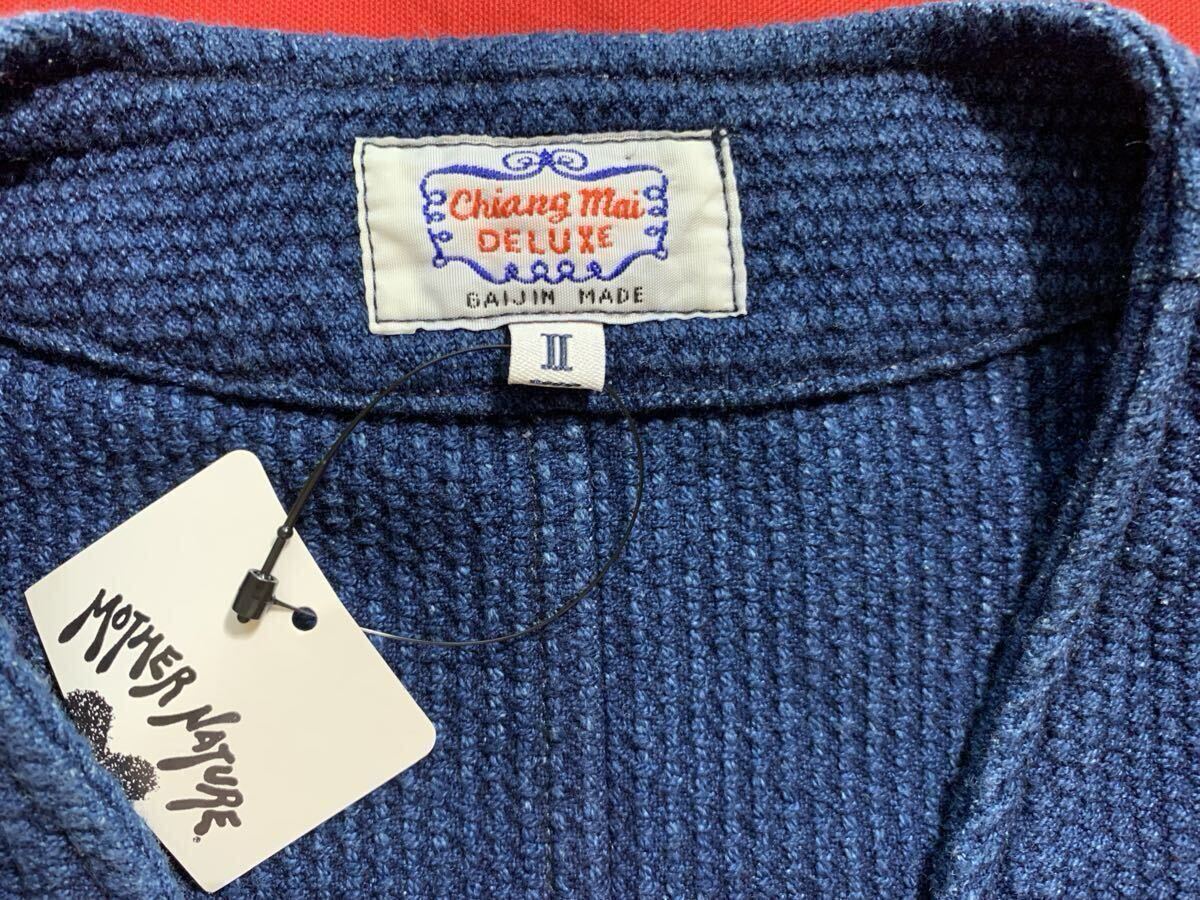 Chiang Mai
DELUXE
GAIJIN MADE
II
MOTHER NATURE